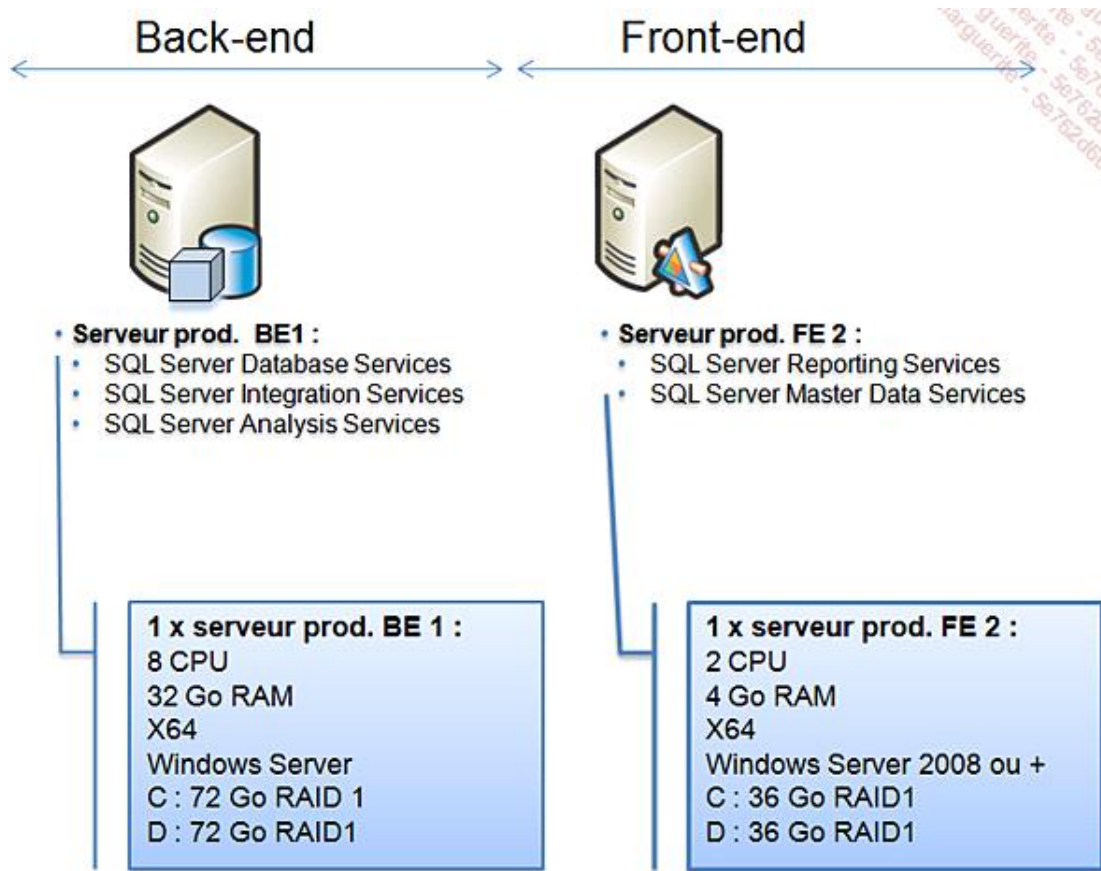 Back-end
Front-end
• Serveur prod. BE1 :
• SQL Server Database Services
• SQL Server Integration Services
• SQL Server Analysis Services
• Serveur prod. FE 2 :
• SQL Server Reporting Services
• SQL Server Master Data Services
1 x serveur prod. BE 1 :
8 CPU
32 Go RAM
X64
Windows Server
C : 72 Go RAID 1
D : 72 Go RAID1
1 x serveur prod. FE 2 :
2 CPU
4 Go RAM
X64
Windows Server 2008 ou +
C : 36 Go RAID1
D : 36 Go RAID1